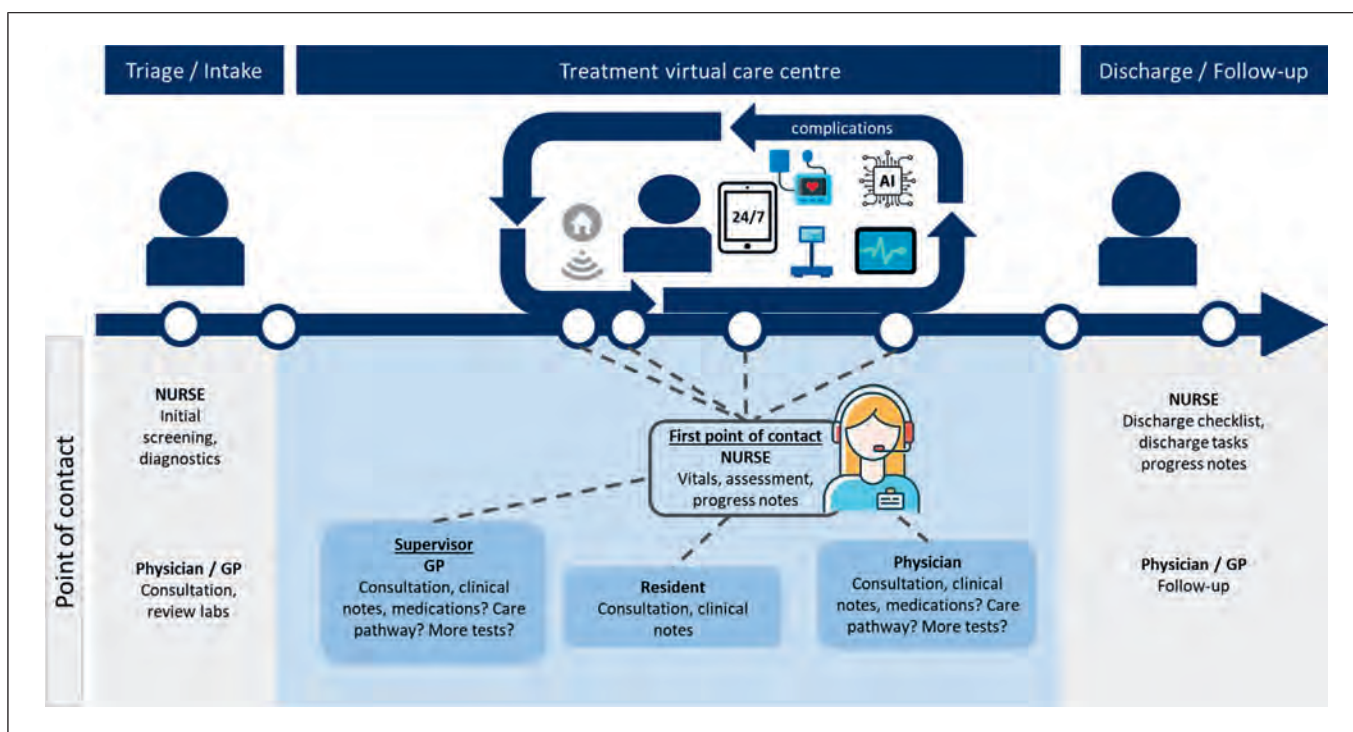 Triage / Intake
Treatment virtual care centre
Discharge / Follow-up
complications
AI
24/7
Point of contact
NURSE
Initial
screening,
diagnostics
Physician / GP
Consultation,
review labs
First point of contact
NURSE
Vitals, assessment,
progress notes
Supervisor
GP
Consultation, clinical
notes, medications? Care
pathway? More tests?
Resident
Consultation, clinical
notes
Physician
Consultation, clinical
notes, medications? Care
pathway? More tests?
NURSE
Discharge checklist,
discharge tasks
progress notes
Physician / GP
Follow-up